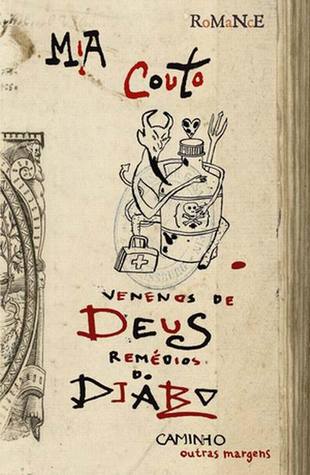 RoMaNcE
MIA
Couto
VENENOS DE
DEUS
REMÉDIOS
DO
DIABO
CAMINHO
outras margens